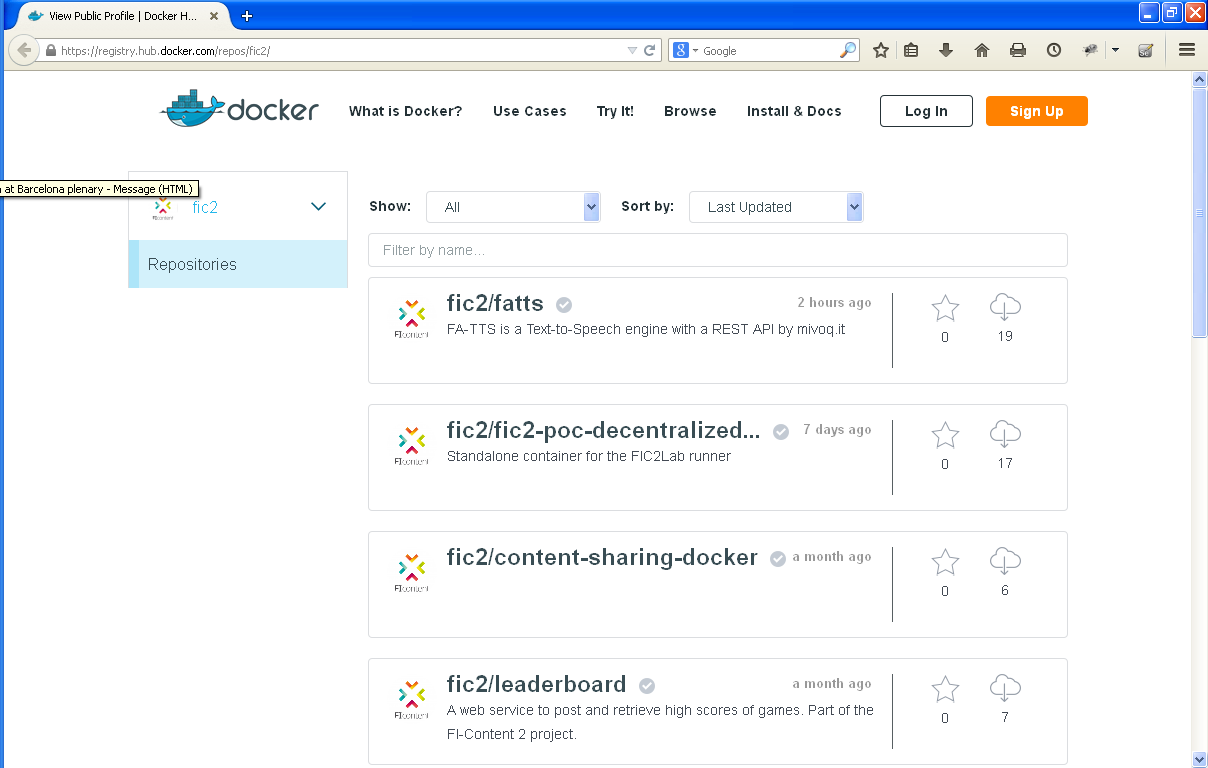 View Public Profile | Docker H...
https://registry.hub.docker.com/repos/fic2/
Google
docker
What is Docker?
Use Cases
Try It!
Browse
Install & Docs
Log In
Sign Up
at Barcelona plenary - Message (HTML)
FIcontent
fic2
Repositories
Show:
All
Sort by:
Last Updated
Filter by name...
FIcontent
fic2/fatts
2 hours ago
FA-TTS is a Text-to-Speech engine with a REST API by mivoq.it
0
19
FIcontent
fic2/fic2-poc-decentralized...
7 days ago
Standalone container for the FIC2Lab runner
0
17
FIcontent
fic2/content-sharing-docker
a month ago
0
6
FIcontent
fic2/leaderboard
a month ago
A web service to post and retrieve high scores of games. Part of the
FI-Content 2 project.
0
7